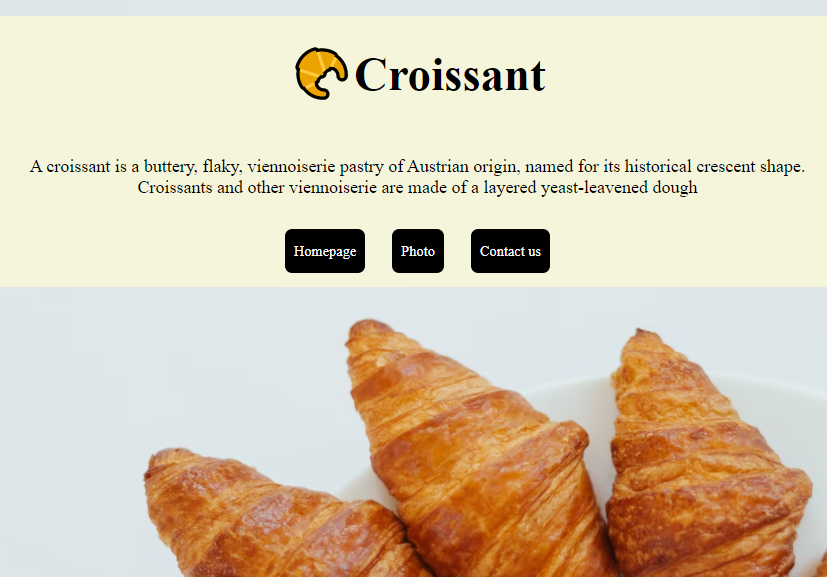 Croissant
A croissant is a buttery, flaky, viennoiserie pastry of Austrian origin, named for its historical crescent shape.
Croissants and other viennoiserie are made of a layered yeast-leavened dough
Homepage Photo Contact us